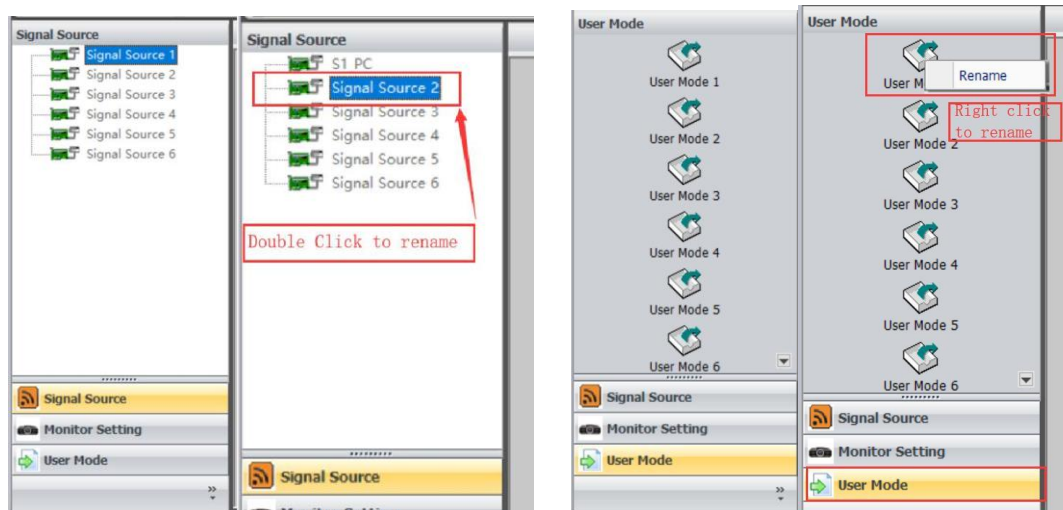 Signal Source
Signal Source 1
Signal Source 2
Signal Source 3
Signal Source 4
Signal Source 5
Signal Source 6
Signal Source
Monitor Setting
User Mode
Signal Source
S1 PC
Signal Source 2
Signal Source 3
Signal Source 4
Signal Source 5
Signal Source 6
Double Click to rename
Signal Source
User Mode
User Mode 1
User Mode 2
User Mode 3
User Mode 4
User Mode 5
User Mode 6
Signal Source
Monitor Setting
User Mode
User Mode
User M
Rename
Right click
to rename
User Mode 2
User Mode 3
User Mode 4
User Mode 5
User Mode 6
Signal Source
Monitor Setting
User Mode